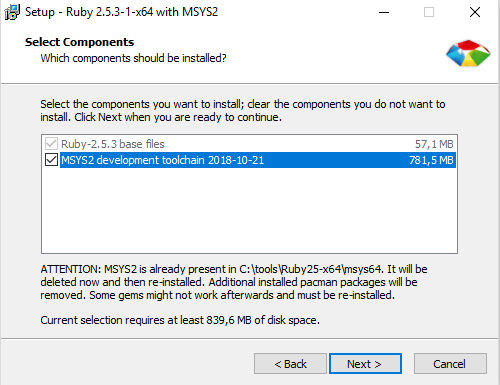 Setup - Ruby 2.5.3-1-x64 with MSYS2
Select Components
Which components should be installed?
Select the components you want to install; clear the components you do not want to
install. Click Next when you are ready to continue.
Ruby-2.5.3 base files 57,1 MB
MSYS2 development toolchain 2018-10-21 781,5 MB
ATTENTION: MSYS2 is already present in C:\tools\Ruby25-x64\msys64. It will be
deleted now and then re-installed. Additional installed pacman packages will be
removed. Some gems might not work afterwards and must be re-installed.
Current selection requires at least 839,6 MB of disk space.
< Back Next > Cancel